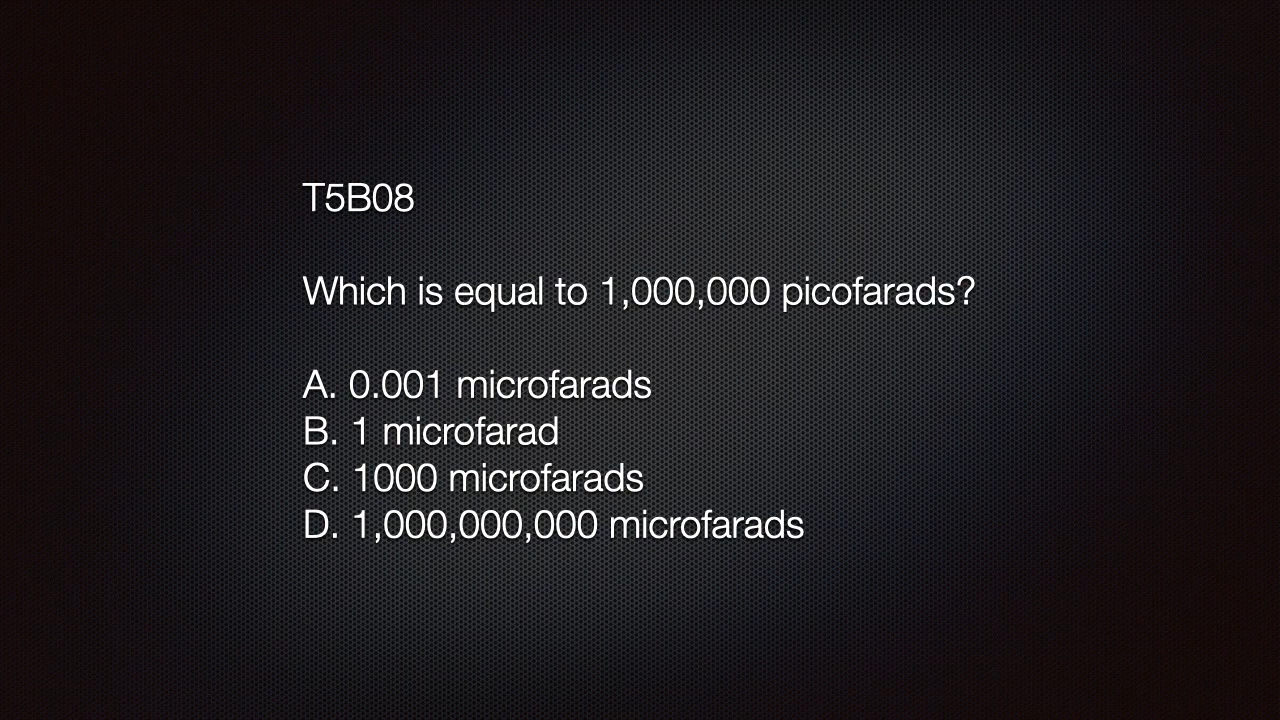 T5B08
Which is equal to 1,000,000 picofarads?
A. 0.001 microfarads
B. 1 microfarad
C. 1000 microfarads
D. 1,000,000,000 microfarads